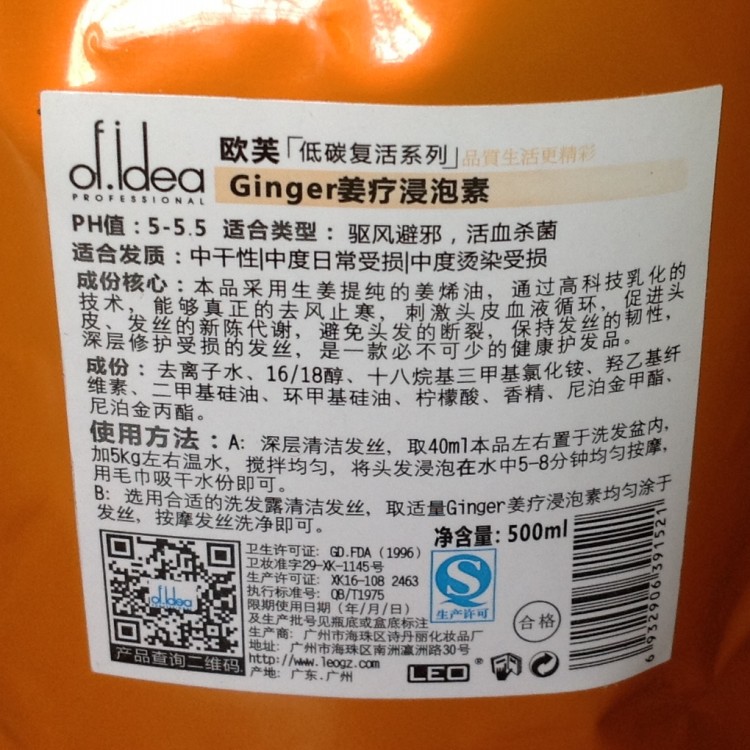 of.idea
PROFESSIONAL
欧芙「低碳复活系列」品質生活更精彩
Ginger姜疗浸泡素
PH值：5-5.5 适合类型：驱风避邪，活血杀菌
适合发质：中干性|中度日常受损|中度烫染受损
成份核心：本品采用生姜提纯的姜烯油，通过高科技乳化的
技术，能够真正的去风止寒，刺激头皮血液循环，促进头
皮、发丝的新陈代谢，避免头发的断裂，保持发丝的韧性，
深层修护受损的发丝，是一款必不可少的健康护发品。
成份：去离子水、16/18醇、十八烷基三甲基氯化铵、羟乙基纤
维素、二甲基硅油、环甲基硅油、柠檬酸、香精、尼泊金甲酯、
尼泊金丙酯。
使用方法：A: 深层清洁发丝，取40ml本品左右置于洗发盆内，
加5Kg左右温水，搅拌均匀，将头发浸泡在水中5-8分钟均匀按摩，
用毛巾吸干水份即可。
B: 选用合适的洗发露清洁发丝，取适量Ginger姜疗浸泡素均匀涂于
发丝，按摩发丝洗净即可。
净含量：500ml
卫生许可证：GD.FDA (1996)
卫妆准字29-XK-1145号
生产许可证：XK16-108 2463
执行标准号：QB/T1975
限期使用日期（年/月/日）
及生产批号见瓶底或盒底标注
生产商：广州市海珠区诗丹丽化妆品厂
地址：广州市海珠区南洲瀛洲路30号
http://www.leogz.com
产地：广东.广州
of.idea
产品查询二维码
S
生产许可
合格
LEO®
6932906391521